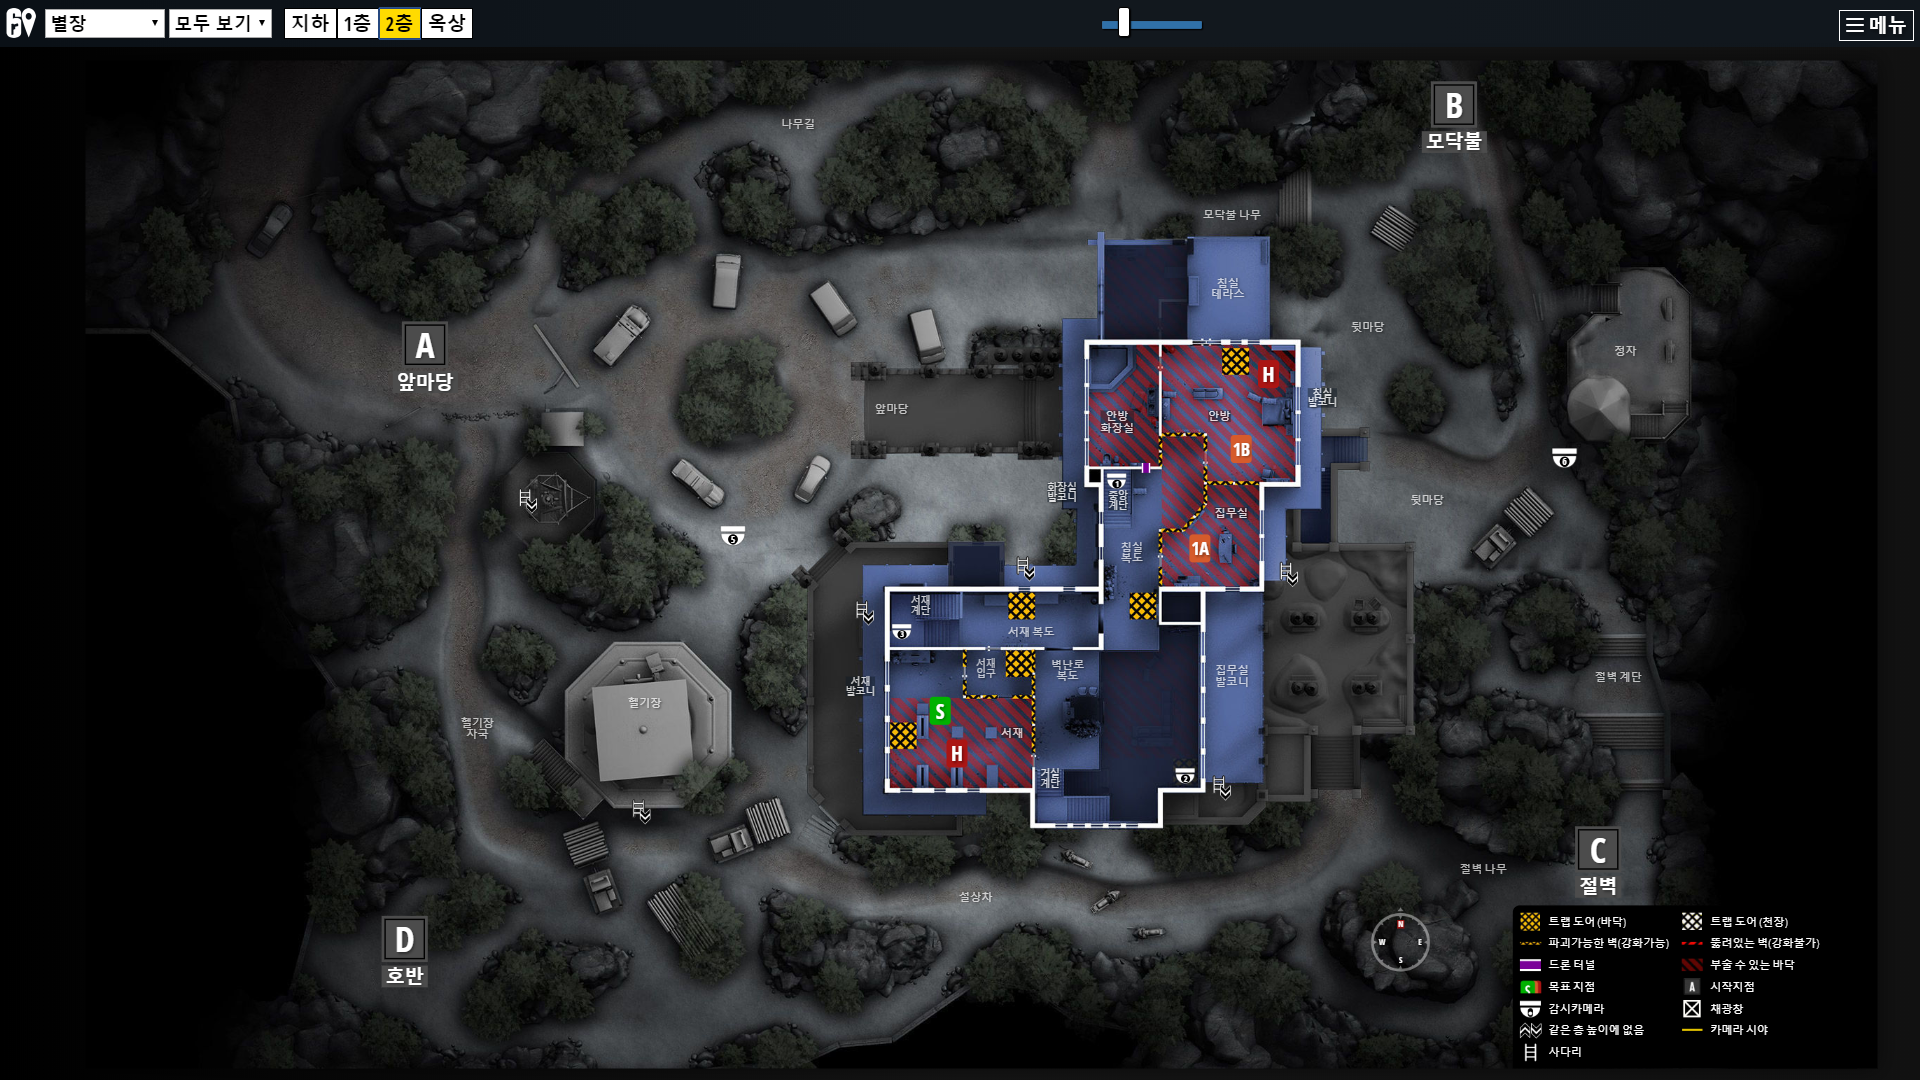 별장
모두 보기
지하
1층
2층
옥상
메뉴
나무길
B
모닥불
모닥불 나무
침실
테라스
뒷마당
정자
A
앞마당
H
앞마당
침실
발코니
안방
화장실
안방
1B
6
1
화장실
발코니
중앙
계단
뒷마당
집무실
5
침실
복도
1A
서재
계단
3
서재 복도
서재
입구
벽난로
복도
서재
발코니
집무실
발코니
절벽 계단
헬기장
S
헬기장
자국
서재
H
거실
계단
2
C
절벽
절벽 나무
설상차
D
호반
N
W
E
S
트랩 도어(바닥)
트랩 도어(천장)
파괴가능한 벽(강화가능)
뚫려있는 벽(강화불가)
드론 터널
부술 수 있는 바닥
S
목표 지점
A
시작지점
감시카메라
채광창
같은 층 높이에 없음
카메라 시야
사다리